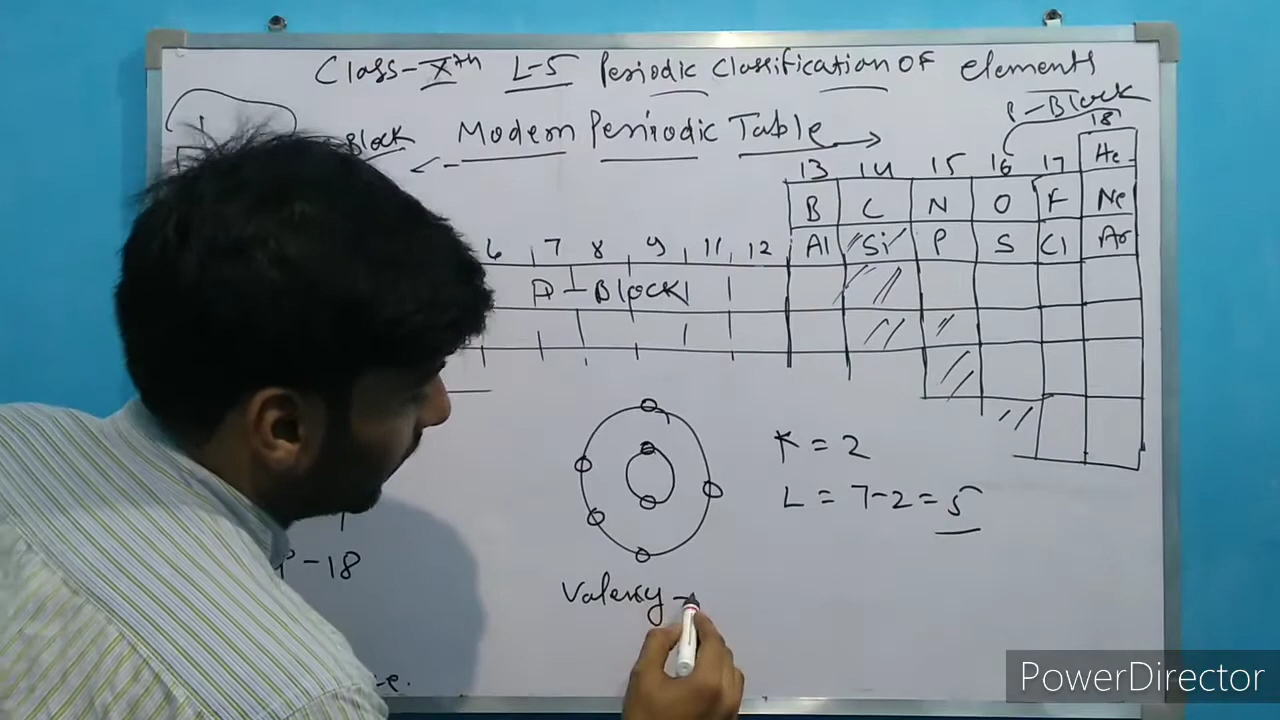 Class-Xth L-5 Periodic Classification OF elements
Block Modern Periodic Table P-Block
13 14 15 16 17 18
He
B C N O F Ne
6 7 8 9 11 12 Al Si P S Cl Ar
D-Block
K = 2
L = 7-2 = 5
-18
Valency -
e.
PowerDirector